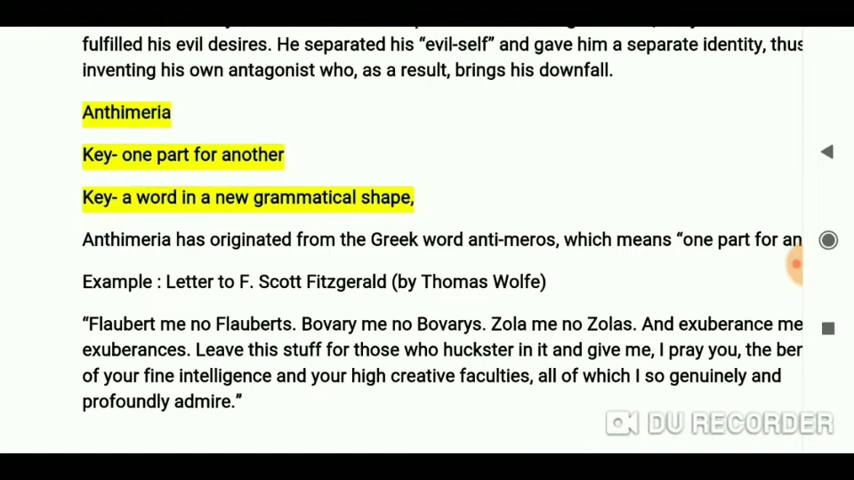 fulfilled his evil desires. He separated his “evil-self” and gave him a separate identity, thus
inventing his own antagonist who, as a result, brings his downfall.
Anthimeria
Key- one part for another
Key- a word in a new grammatical shape,
Anthimeria has originated from the Greek word anti-meros, which means “one part for an
Example : Letter to F. Scott Fitzgerald (by Thomas Wolfe)
“Flaubert me no Flauberts. Bovary me no Bovarys. Zola me no Zolas. And exuberance me
exuberances. Leave this stuff for those who huckster in it and give me, I pray you, the ber
of your fine intelligence and your high creative faculties, all of which I so genuinely and
profoundly admire.”
DU RECORDER